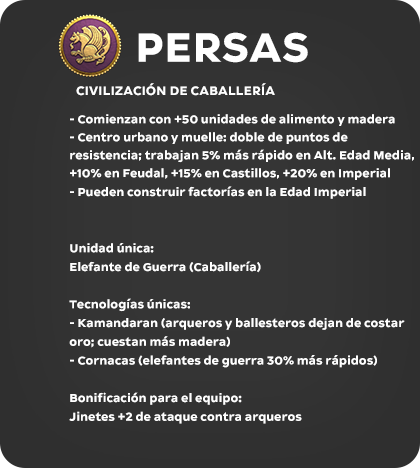 PERSAS
CIVILIZACIÓN DE CABALLERÍA
- Comienzan con +50 unidades de alimento y madera
- Centro urbano y muelle: doble de puntos de
resistencia; trabajan 5% más rápido en Alt. Edad Media,
+10% en Feudal, +15% en Castillos, +20% en Imperial
- Pueden construir factorías en la Edad Imperial
Unidad única:
Elefante de Guerra (Caballería)
Tecnologías únicas:
- Kamandaran (arqueros y ballesteros dejan de costar
oro; cuestan más madera)
- Cornacas (elefantes de guerra 30% más rápidos)
Bonificación para el equipo:
Jinetes +2 de ataque contra arqueros